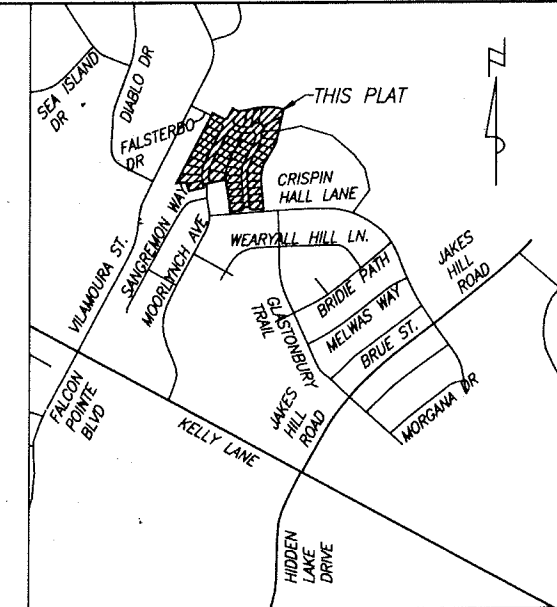 SEA ISLAND
DR
DIABLO DR
THIS PLAT
N
FALSTERBO
DR
CRISPIN
HALL LANE
SANGREMON WAY
WEARYALL HILL LN.
MOORLYNCH AVE
VILAMOURA ST.
JAKES
HILL
ROAD
BRIDIE PATH
GLASTONBURY
TRAIL
MELWAS WAY
BRUE ST.
FALCON
POINTE
BLVD
KELLY LANE
JAKES
HILL
ROAD
MORGANA DR
HIDDEN
LAKE
DRIVE